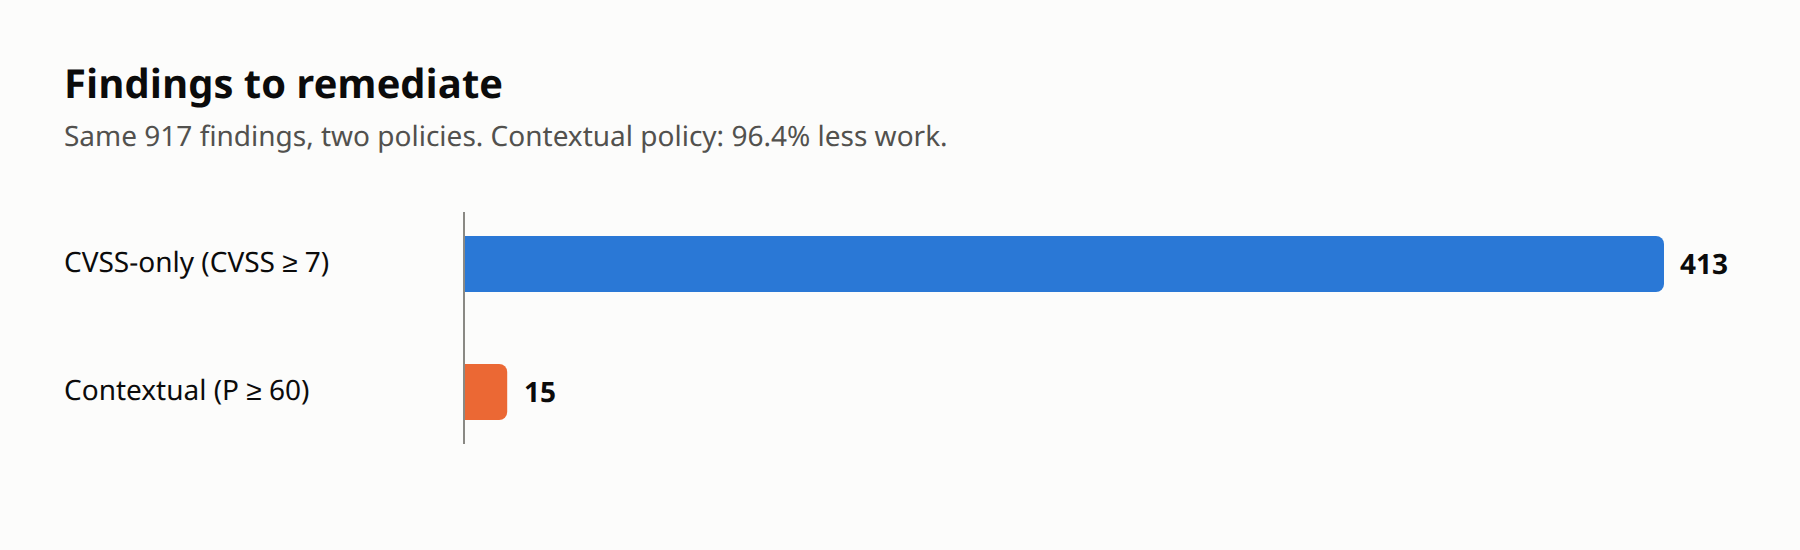 Findings to remediate
Same 917 findings, two policies. Contextual policy: 96.4% less work.
CVSS-only (CVSS ≥ 7) 413
Contextual (P ≥ 60) 15